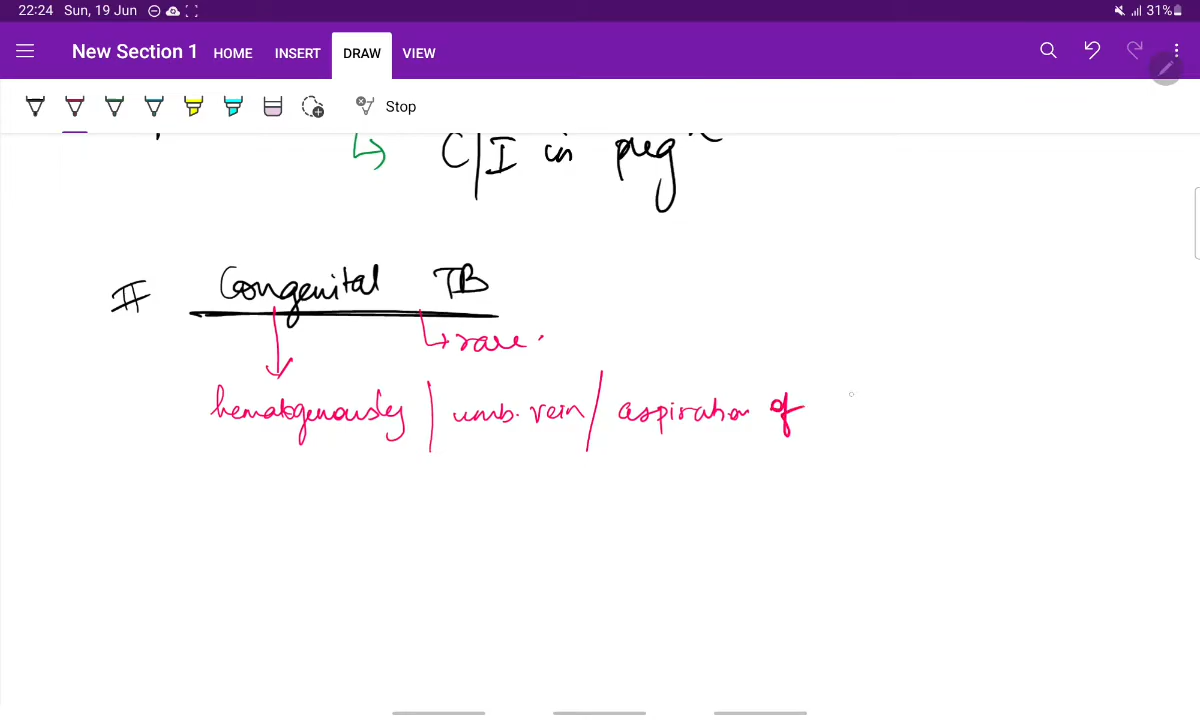 22:24 Sun, 19 Jun 31%
New Section 1 HOME INSERT DRAW VIEW
Stop
C/I in pregn
# Congenital TB
↳ rare.
hematogenously / umb. vein / aspiration of